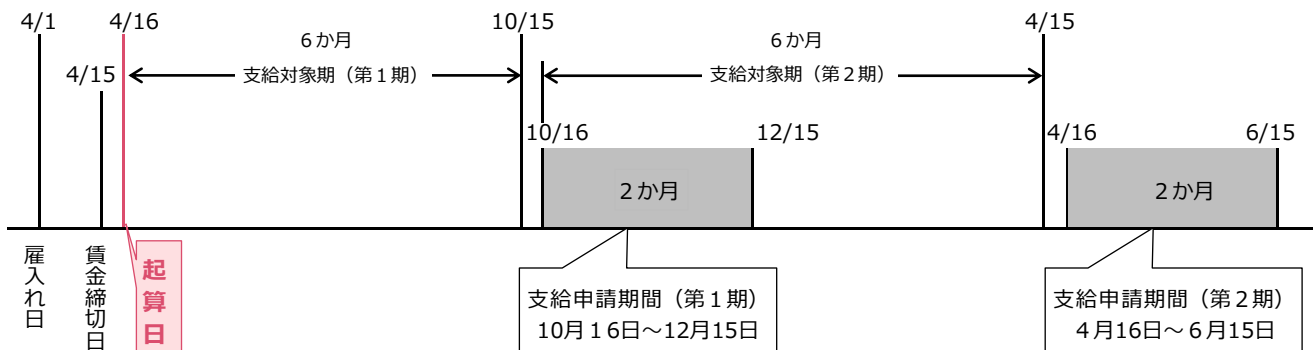 4/1
4/16
10/15
4/15
6か月
6か月
4/15
支給対象期（第１期）
支給対象期（第２期）
10/16
12/15
4/16
6/15
２か月
２か月
雇入れ日
賃金締切日
起算日
支給申請期間（第１期）
10月１6日～12月15日
支給申請期間（第２期）
４月16日～６月15日